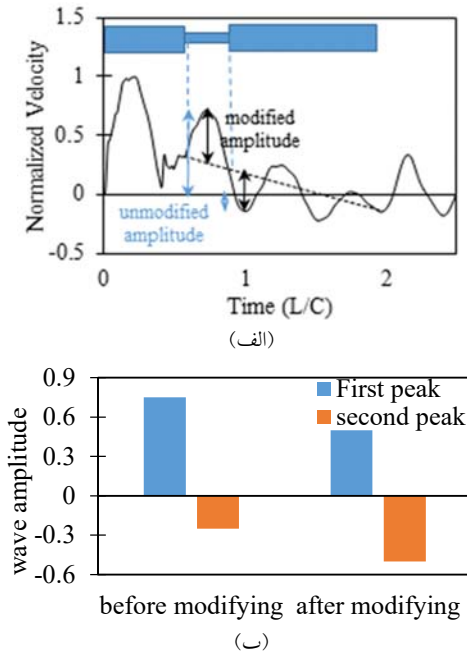 1.5
1
0.5
0
-0.5
Normalized Velocity
modified
amplitude
unmodified
amplitude
0
1
2
Time (L/C)
(الف)
0.9
0.6
0.3
0
-0.3
-0.6
wave amplitude
First peak
second peak
before modifying
after modifying
(ب)